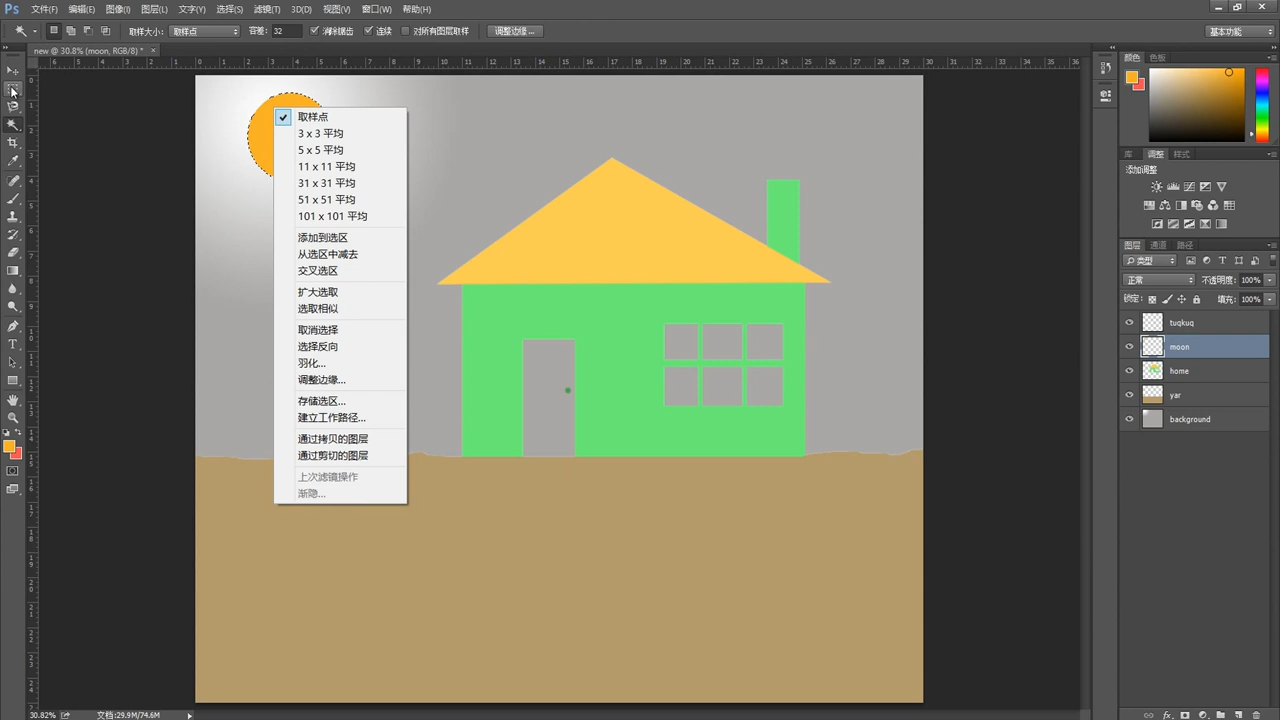 Ps 文件(F) 编辑(E) 图像(I) 图层(L) 文字(Y) 选择(S) 滤镜(T) 3D(D) 视图(V) 窗口(W) 帮助(H)
取样大小: 取样点 容差: 32 消除锯齿 连续 对所有图层取样 调整边缘... 基本功能
new @ 30.8% (moon, RGB/8) * ×
颜色 色板
取样点
3 x 3 平均
5 x 5 平均
11 x 11 平均
31 x 31 平均
51 x 51 平均
101 x 101 平均
添加到选区
从选区中减去
交叉选区
扩大选取
选取相似
取消选择
选择反向
羽化...
调整边缘...
存储选区...
建立工作路径...
通过拷贝的图层
通过剪切的图层
上次滤镜操作
渐隐...
库 调整 样式
添加调整
图层 通道 路径
类型
正常 不透明度: 100%
锁定: 填充: 100%
tuqkuq
moon
home
yar
background
30.82% 文档:29.9M/74.6M